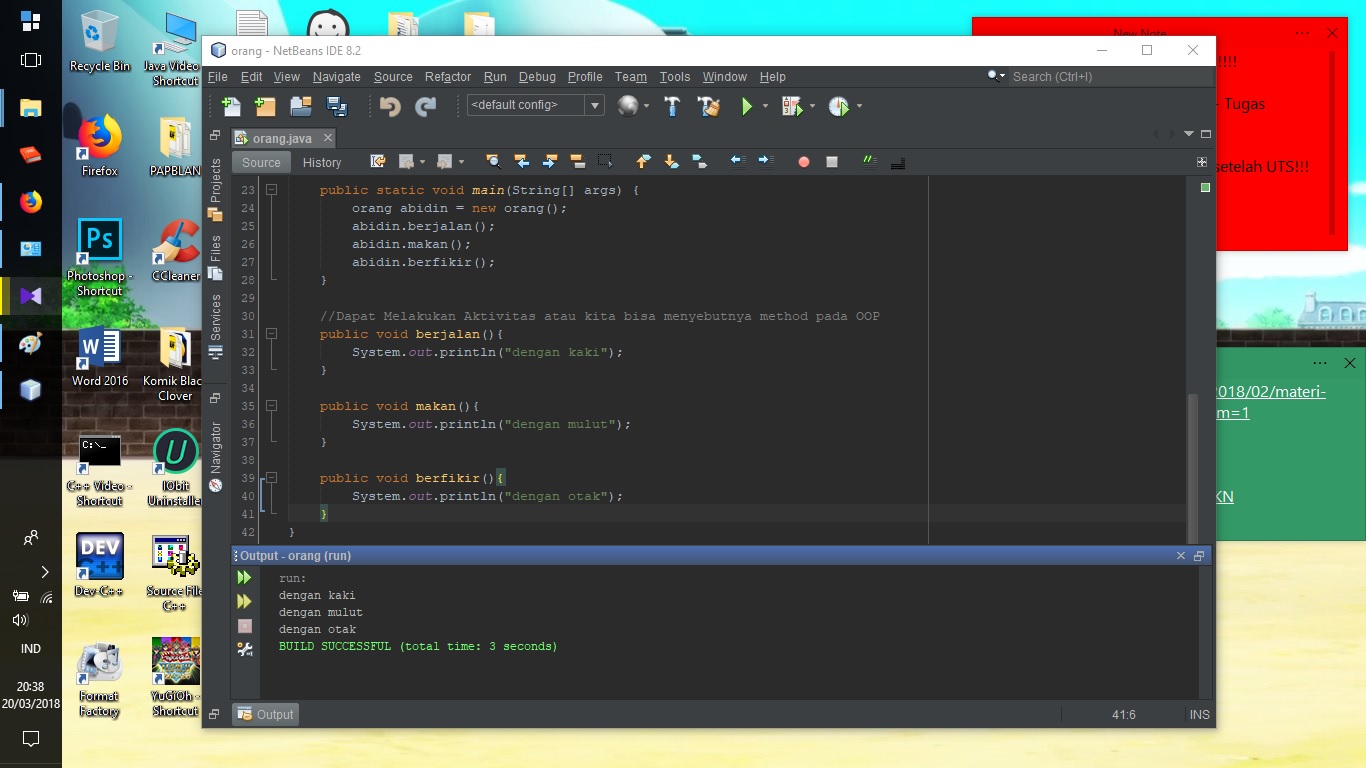 Recycle Bin
Java Video -
Shortcut
Firefox
PAPBLAN
Photoshop -
Shortcut
CCleaner
Word 2016
Komik Blac
Clover
C++ Video -
Shortcut
IObit
Uninstaller
Dev-C++
Source File
C++
Format
Factory
YuGiOh -
Shortcut
IND
20:38
20/03/2018
orang - NetBeans IDE 8.2
File Edit View Navigate Source Refactor Run Debug Profile Team Tools Window Help
Search (Ctrl+I)
<default config>
orang.java
Source History
Projects
Files
Services
Navigator
23 public static void main(String[] args) {
24 orang abidin = new orang();
25 abidin.berjalan();
26 abidin.makan();
27 abidin.berfikir();
28 }
29
30 //Dapat Melakukan Aktivitas atau kita bisa menyebutnya method pada OOP
31 public void berjalan(){
32 System.out.println("dengan kaki");
33 }
34
35 public void makan(){
36 System.out.println("dengan mulut");
37 }
38
39 public void berfikir(){
40 System.out.println("dengan otak");
41 }
42 }
Output - orang (run)
run:
dengan kaki
dengan mulut
dengan otak
BUILD SUCCESSFUL (total time: 3 seconds)
Output
41:6 INS
New Note
!!!!
- Tugas
setelah UTS!!!
2018/02/materi-
m=1
KN